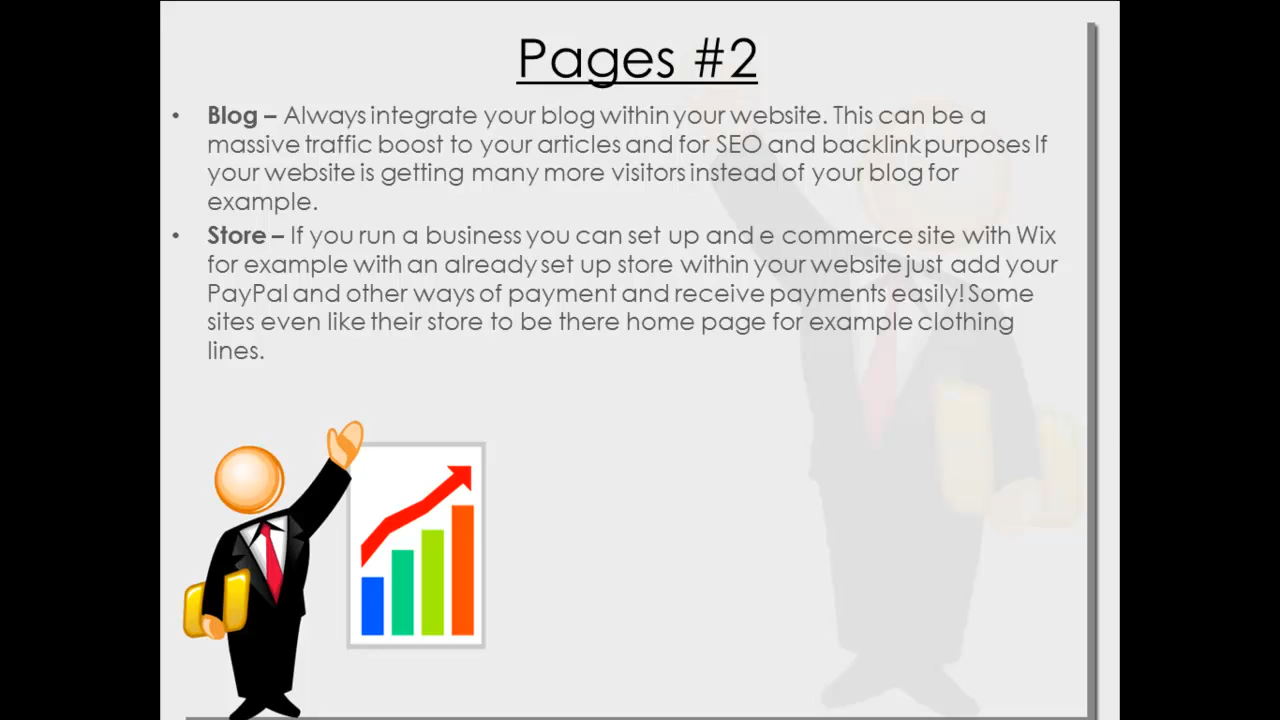 Pages #2
• Blog – Always integrate your blog within your website. This can be a
massive traffic boost to your articles and for SEO and backlink purposes If
your website is getting many more visitors instead of your blog for
example.
• Store – If you run a business you can set up and e commerce site with Wix
for example with an already set up store within your website just add your
PayPal and other ways of payment and receive payments easily! Some
sites even like their store to be there home page for example clothing
lines.